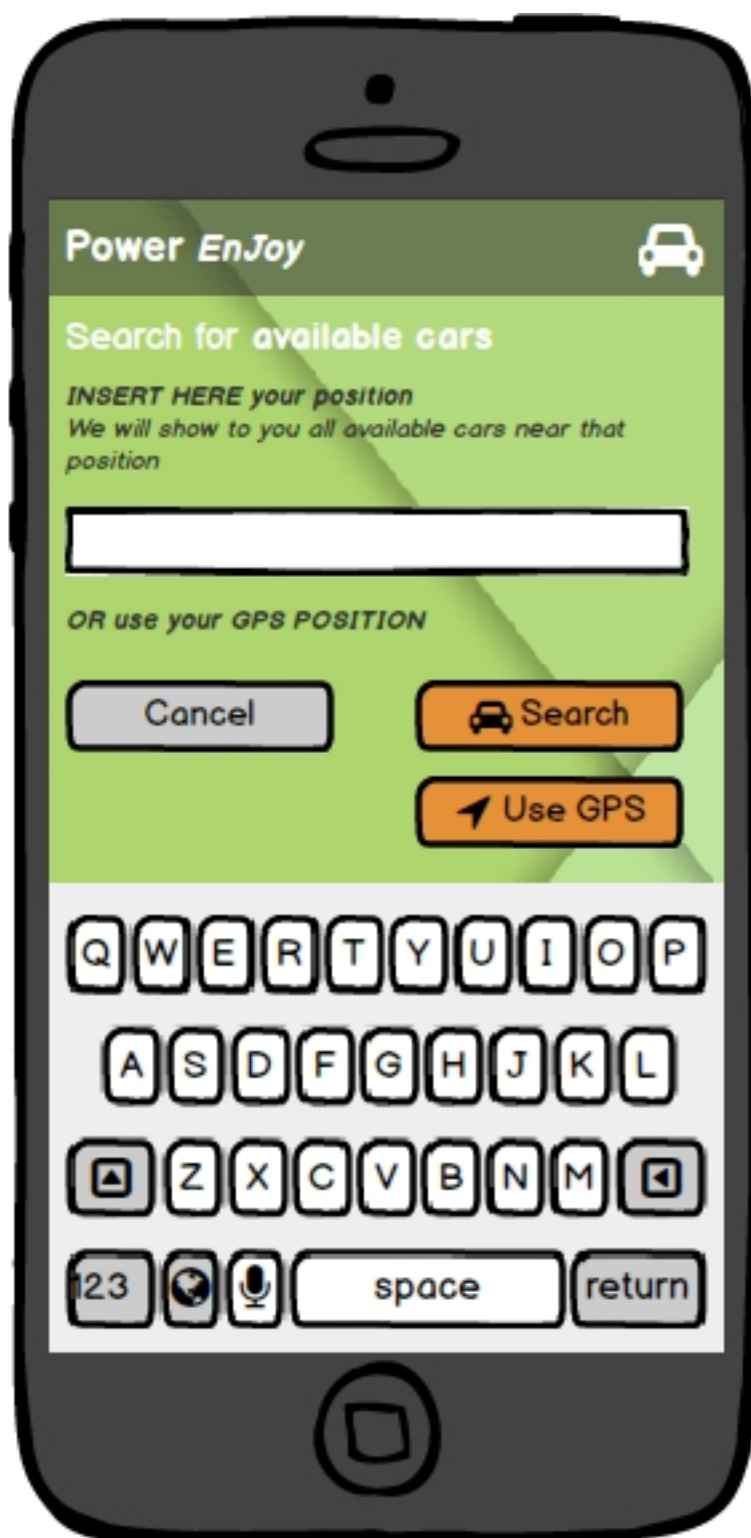 Power EnJoy
Search for available cars
INSERT HERE your position
We will show to you all available cars near that
position
OR use your GPS POSITION
Cancel Search
Use GPS
Q W E R T Y U I O P
A S D F G H J K L
Z X C V B N M
123 space return